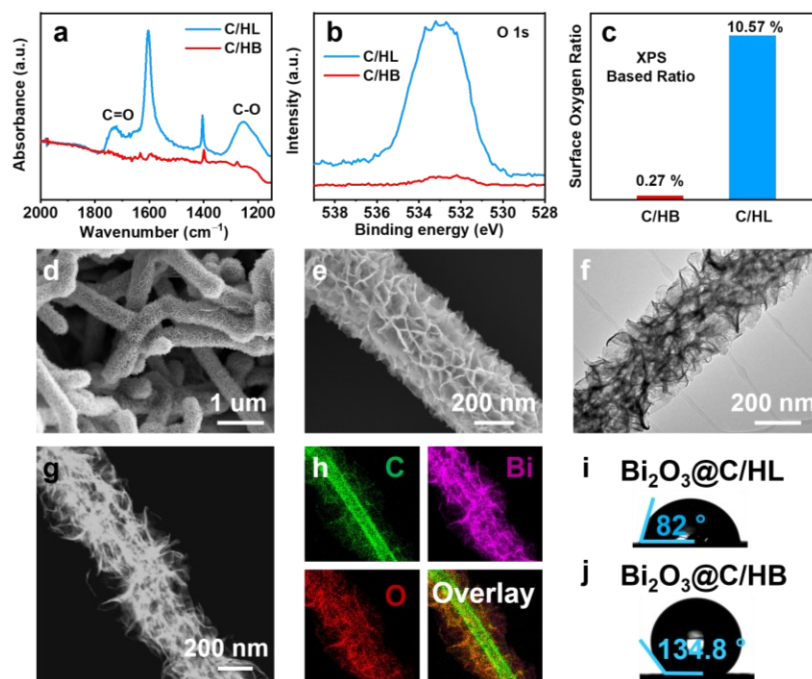 a
C/HL
C/HB
C=O
C-O
Absorbance (a.u.)
2000 1800 1600 1400 1200
Wavenumber (cm⁻¹)
b
O 1s
C/HL
C/HB
Intensity (a.u.)
538 536 534 532 530 528
Binding energy (eV)
c
10.57 %
XPS
Based Ratio
0.27 %
Surface Oxygen Ratio
C/HB C/HL
d
1 um
e
200 nm
f
200 nm
g
200 nm
h
C
Bi
O
Overlay
i
Bi₂O₃@C/HL
82 °
j
Bi₂O₃@C/HB
134.8 °